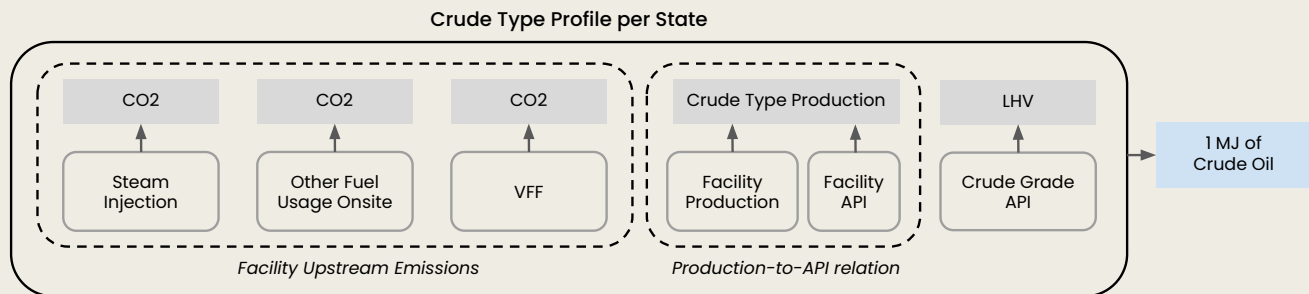 Crude Type Profile per State
CO2
CO2
CO2
Crude Type Production
LHV
Steam
Injection
Other Fuel
Usage Onsite
VFF
Facility
Production
Facility
API
Crude Grade
API
1 MJ of
Crude Oil
Facility Upstream Emissions
Production-to-API relation